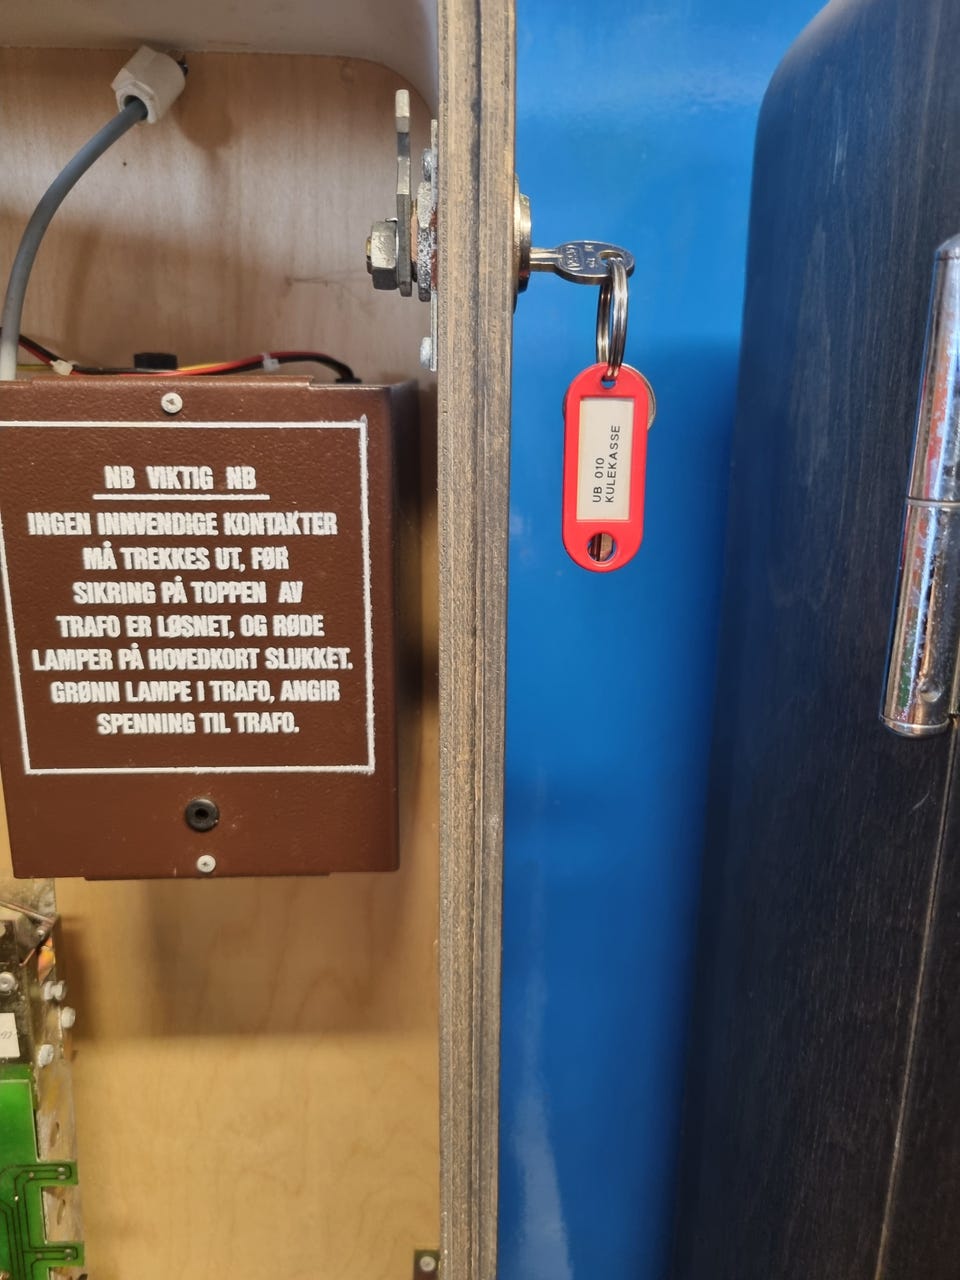 NB VIKTIG NB
INGEN INNVENDIGE KONTAKTER
MÅ TREKKES UT, FØR
SIKRING PÅ TOPPEN AV
TRAFO ER LØSNET, OG RØDE
LAMPER PÅ HOVEDKORT SLUKKET.
GRØNN LAMPE I TRAFO, ANGIR
SPENNING TIL TRAFO.
UB 010
KULEKASSE